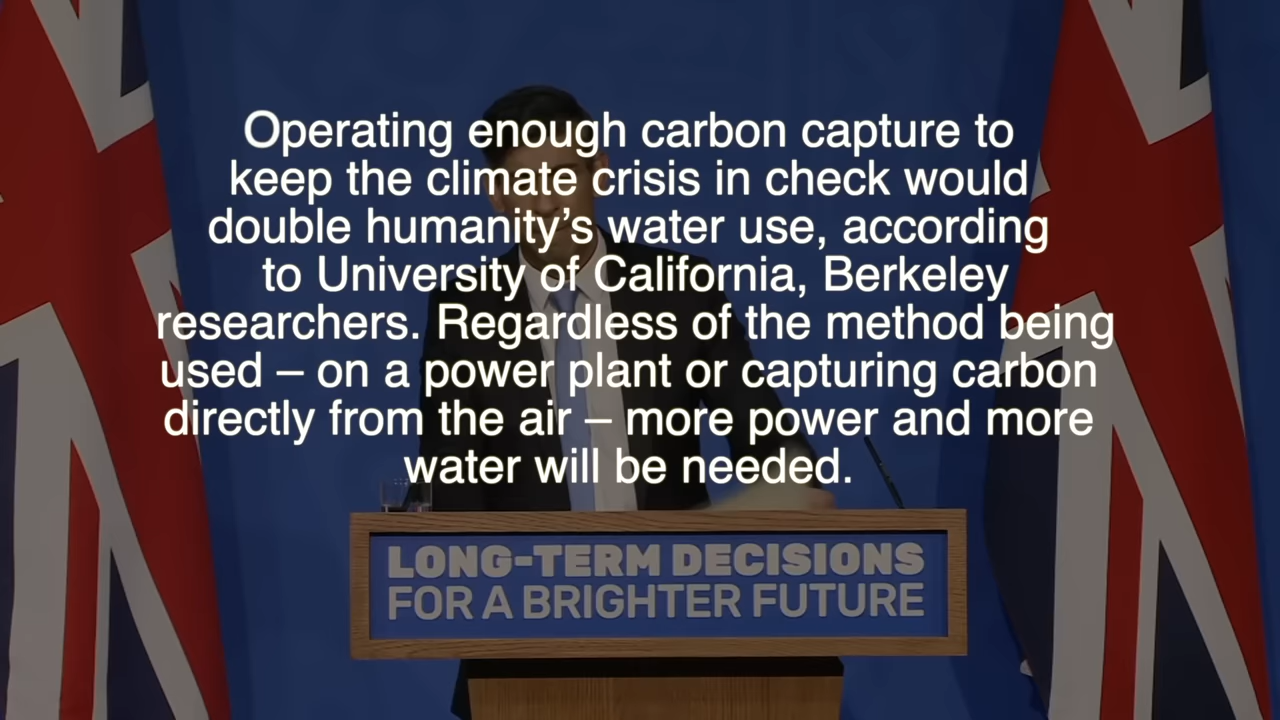 Operating enough carbon capture to
keep the climate crisis in check would
double humanity’s water use, according
to University of California, Berkeley
researchers. Regardless of the method being
used – on a power plant or capturing carbon
directly from the air – more power and more
water will be needed.
LONG-TERM DECISIONS
FOR A BRIGHTER FUTURE